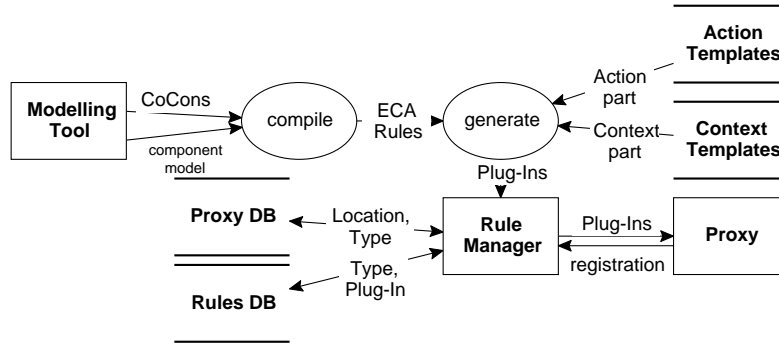 Action
Templates
Modelling
Tool
CoCons
component
model
compile
ECA
Rules
generate
Action
part
Context
part
Context
Templates
Plug-Ins
Proxy DB
Location,
Type
Rule
Manager
Plug-Ins
registration
Proxy
Type,
Plug-In
Rules DB